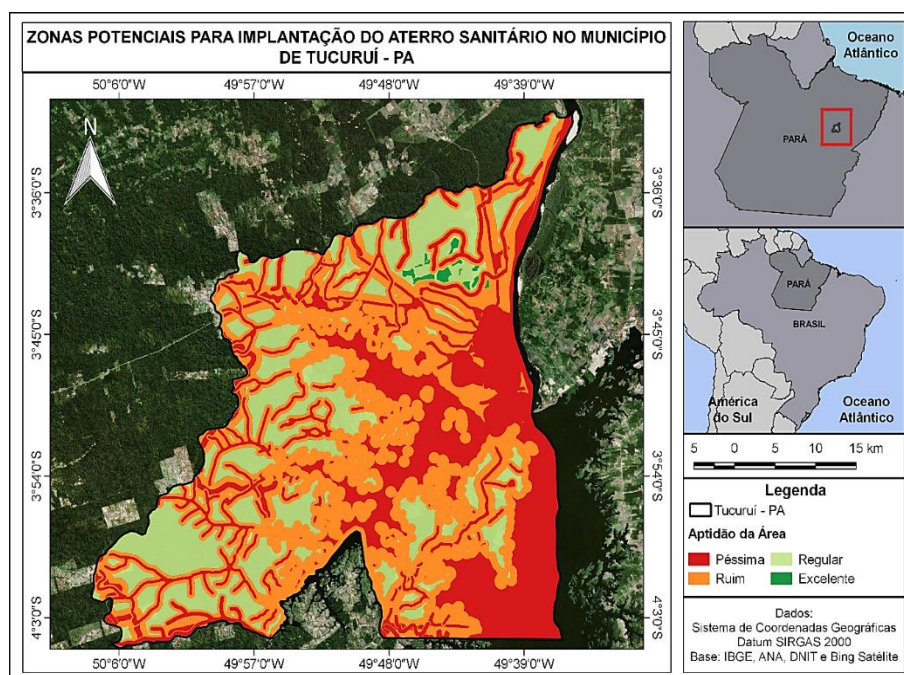 ZONAS POTENCIAIS PARA IMPLANTAÇÃO DO ATERRO SANITÁRIO NO MUNICÍPIO
DE TUCURUÍ - PA
50°6'0"W
49°57'0"W
49°48'0"W
49°39'0"W
N
3°36'0"S
3°36'0"S
3°45'0"S
3°45'0"S
3°54'0"S
3°54'0"S
4°3'0"S
4°3'0"S
50°6'0"W
49°57'0"W
49°48'0"W
49°39'0"W
Oceano
Atlântico
PARÁ
PARÁ
BRASIL
América
do Sul
Oceano
Atlântico
5 0 5 10 15 km
Legenda
Tucuruí - PA
Aptidão da Área
Péssima Regular
Ruim Excelente
Dados:
Sistema de Coordenadas Geográficas
Datum SIRGAS 2000
Base: IBGE, ANA, DNIT e Bing Satélite